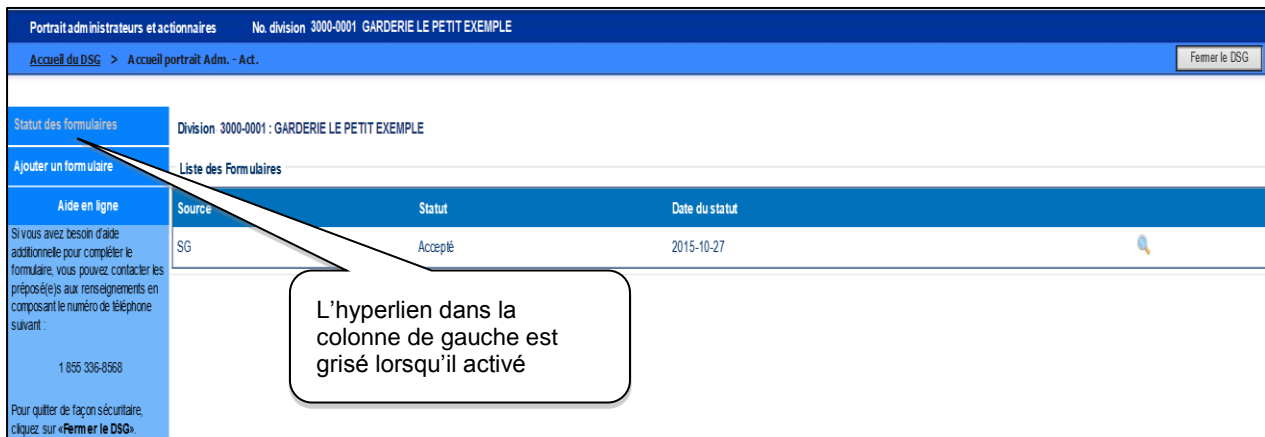 Portrait administrateurs et actionnaires No. division 3000-0001 GARDERIE LE PETIT EXEMPLE
Accueil du DSG > Accueil portrait Adm. - Act.
Fermer le DSG
Statut des formulaires
Ajouter un formulaire
Aide en ligne
Si vous avez besoin d'aide
additionnelle pour compléter le
formulaire, vous pouvez contacter les
préposé(e)s aux renseignements en
composant le numéro de téléphone
suivant :
1 855 336-8568
Pour quitter de façon sécuritaire,
cliquez sur «Fermer le DSG».
Division 3000-0001 : GARDERIE LE PETIT EXEMPLE
Liste des Formulaires
Source Statut Date du statut
SG Accepté 2015-10-27
L'hyperlien dans la
colonne de gauche est
grisé lorsqu'il activé